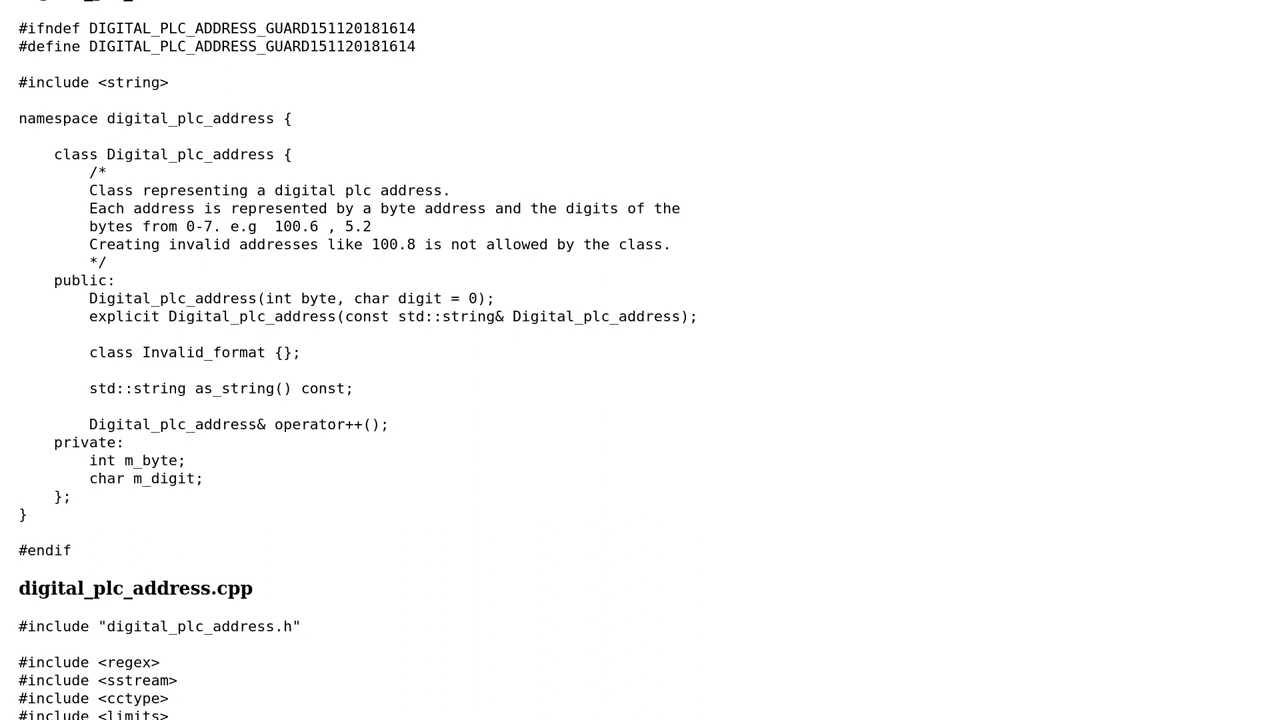 #ifndef DIGITAL_PLC_ADDRESS_GUARD151120181614
#define DIGITAL_PLC_ADDRESS_GUARD151120181614

#include <string>

namespace digital_plc_address {

    class Digital_plc_address {
        /*
        Class representing a digital plc address.
        Each address is represented by a byte address and the digits of the
        bytes from 0-7. e.g  100.6 , 5.2
        Creating invalid addresses like 100.8 is not allowed by the class.
        */
    public:
        Digital_plc_address(int byte, char digit = 0);
        explicit Digital_plc_address(const std::string& Digital_plc_address);

        class Invalid_format {};

        std::string as_string() const;

        Digital_plc_address& operator++();
    private:
        int m_byte;
        char m_digit;
    };
}

#endif
digital_plc_address.cpp
#include "digital_plc_address.h"

#include <regex>
#include <sstream>
#include <cctype>
#include <limits>